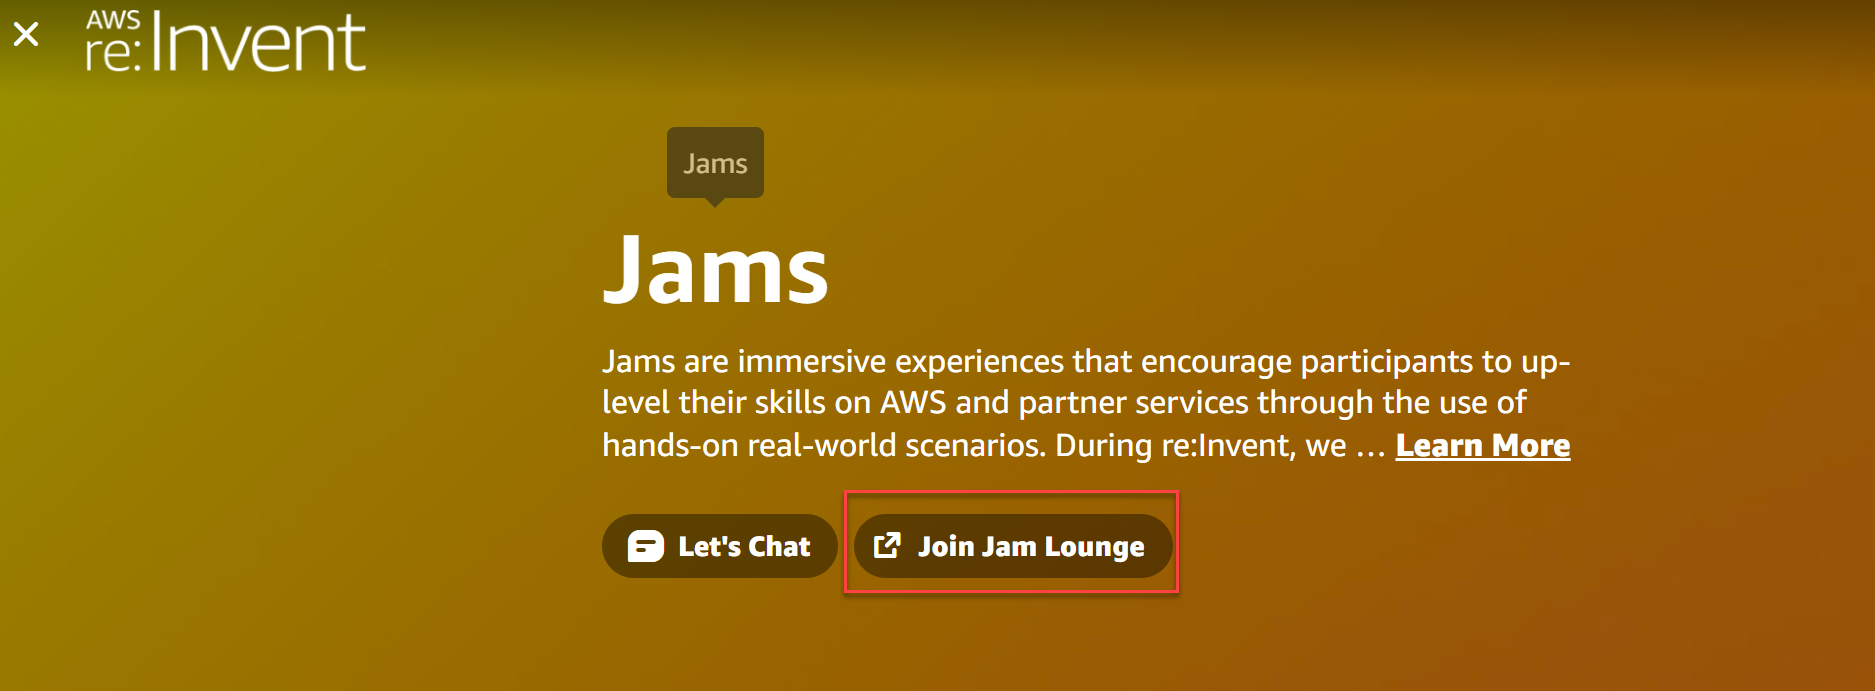 AWS
re:Invent
Jams
Jams
Jams are immersive experiences that encourage participants to up-
level their skills on AWS and partner services through the use of
hands-on real-world scenarios. During re:Invent, we … Learn More
Let's Chat
Join Jam Lounge